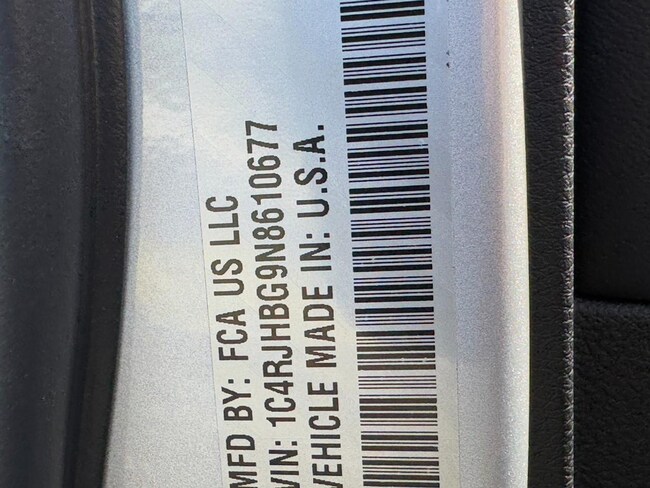 MFD BY: FCA US LLC
VIN: 1C4RJHBG9N8610677
VEHICLE MADE IN: U.S.A.